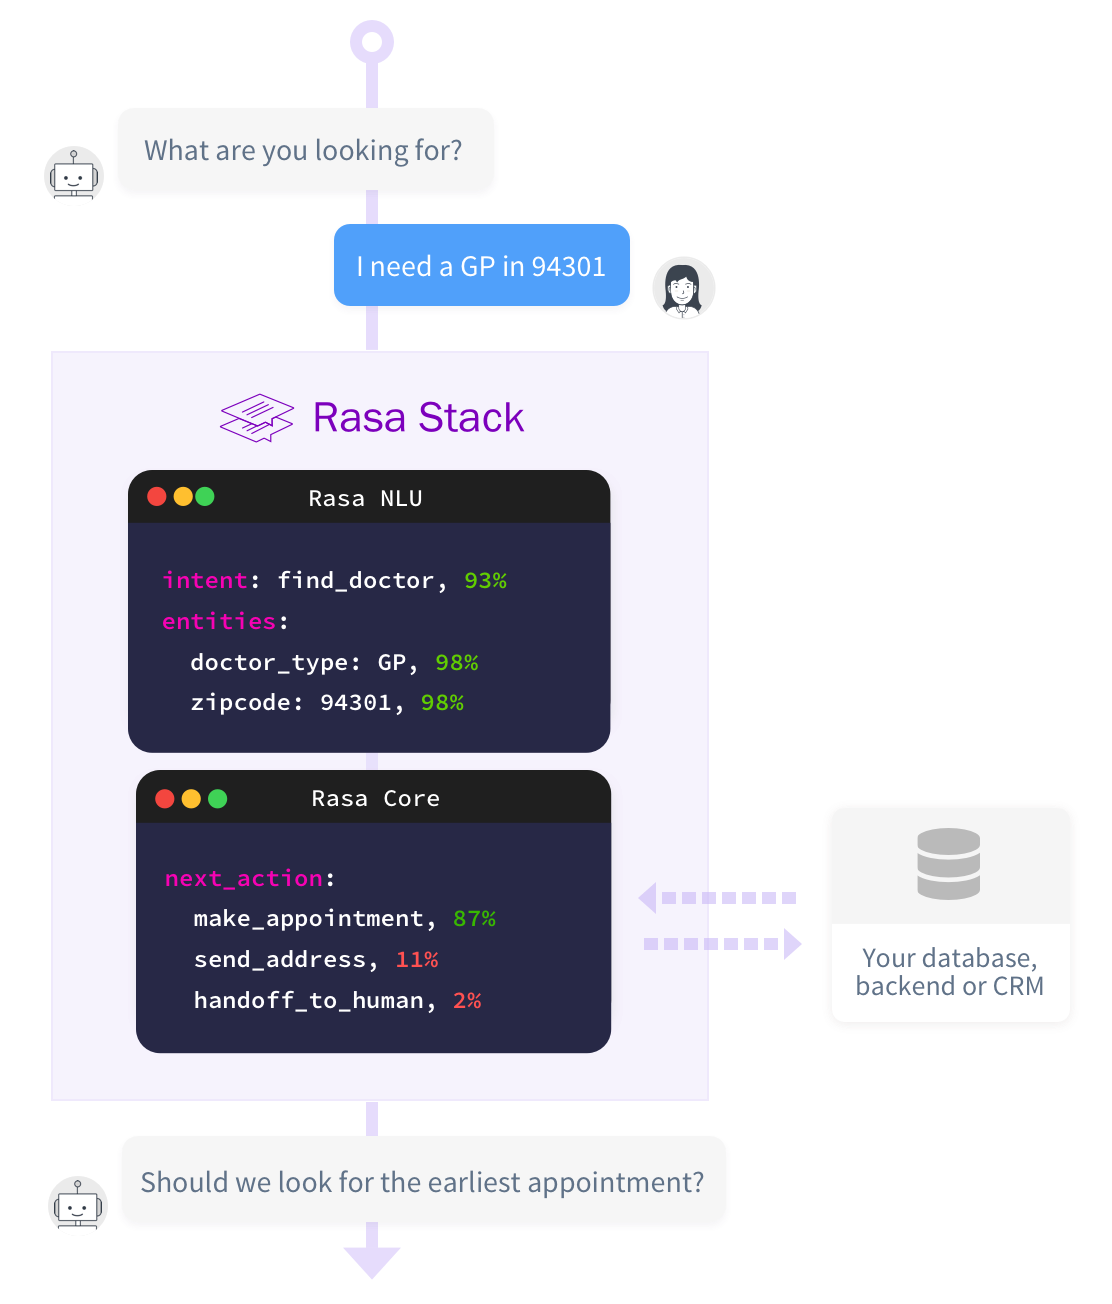 What are you looking for?
I need a GP in 94301
Rasa Stack
Rasa NLU
intent: find_doctor, 93%
entities:
doctor_type: GP, 98%
zipcode: 94301, 98%
Rasa Core
next_action:
make_appointment, 87%
send_address, 11%
handoff_to_human, 2%
Your database,
backend or CRM
Should we look for the earliest appointment?